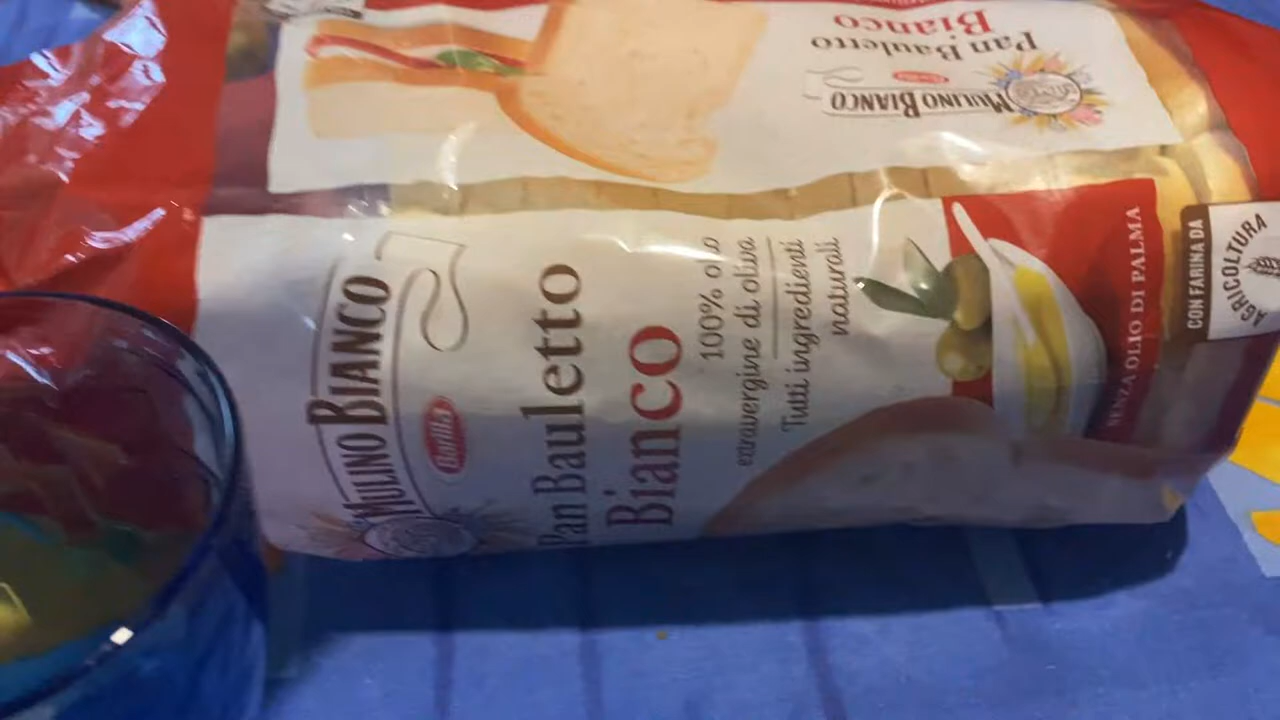 MULINO BIANCO
Barilla
Pan Bauletto
Bianco
MULINO BIANCO
Barilla
Pan Bauletto
Bianco
100% olio
extravergine di oliva
Tutti ingredienti
naturali
SENZA OLIO DI PALMA
CON FARINA DA
AGRICOLTURA